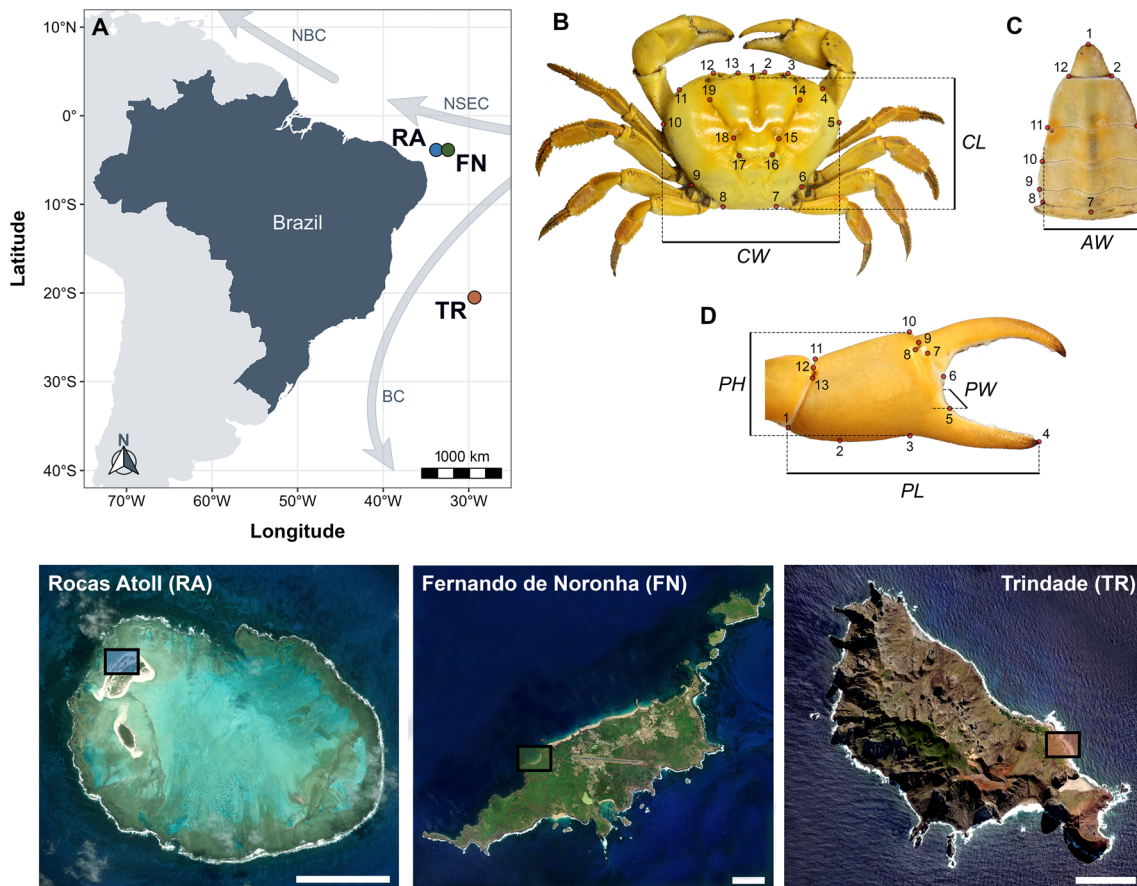 A
10°N
0°
10°S
20°S
30°S
40°S
Latitude
70°W
60°W
50°W
40°W
30°W
Longitude
NBC
NSEC
RA
FN
Brazil
TR
BC
N
1000 km
B
12
13
1
2
3
11
19
14
4
10
5
18
15
17
16
9
6
8
7
CL
CW
C
1
12
2
11
10
9
8
7
AW
D
10
11
9
8
7
12
13
6
PH
PW
5
1
2
3
4
PL
Rocas Atoll (RA)
Fernando de Noronha (FN)
Trindade (TR)